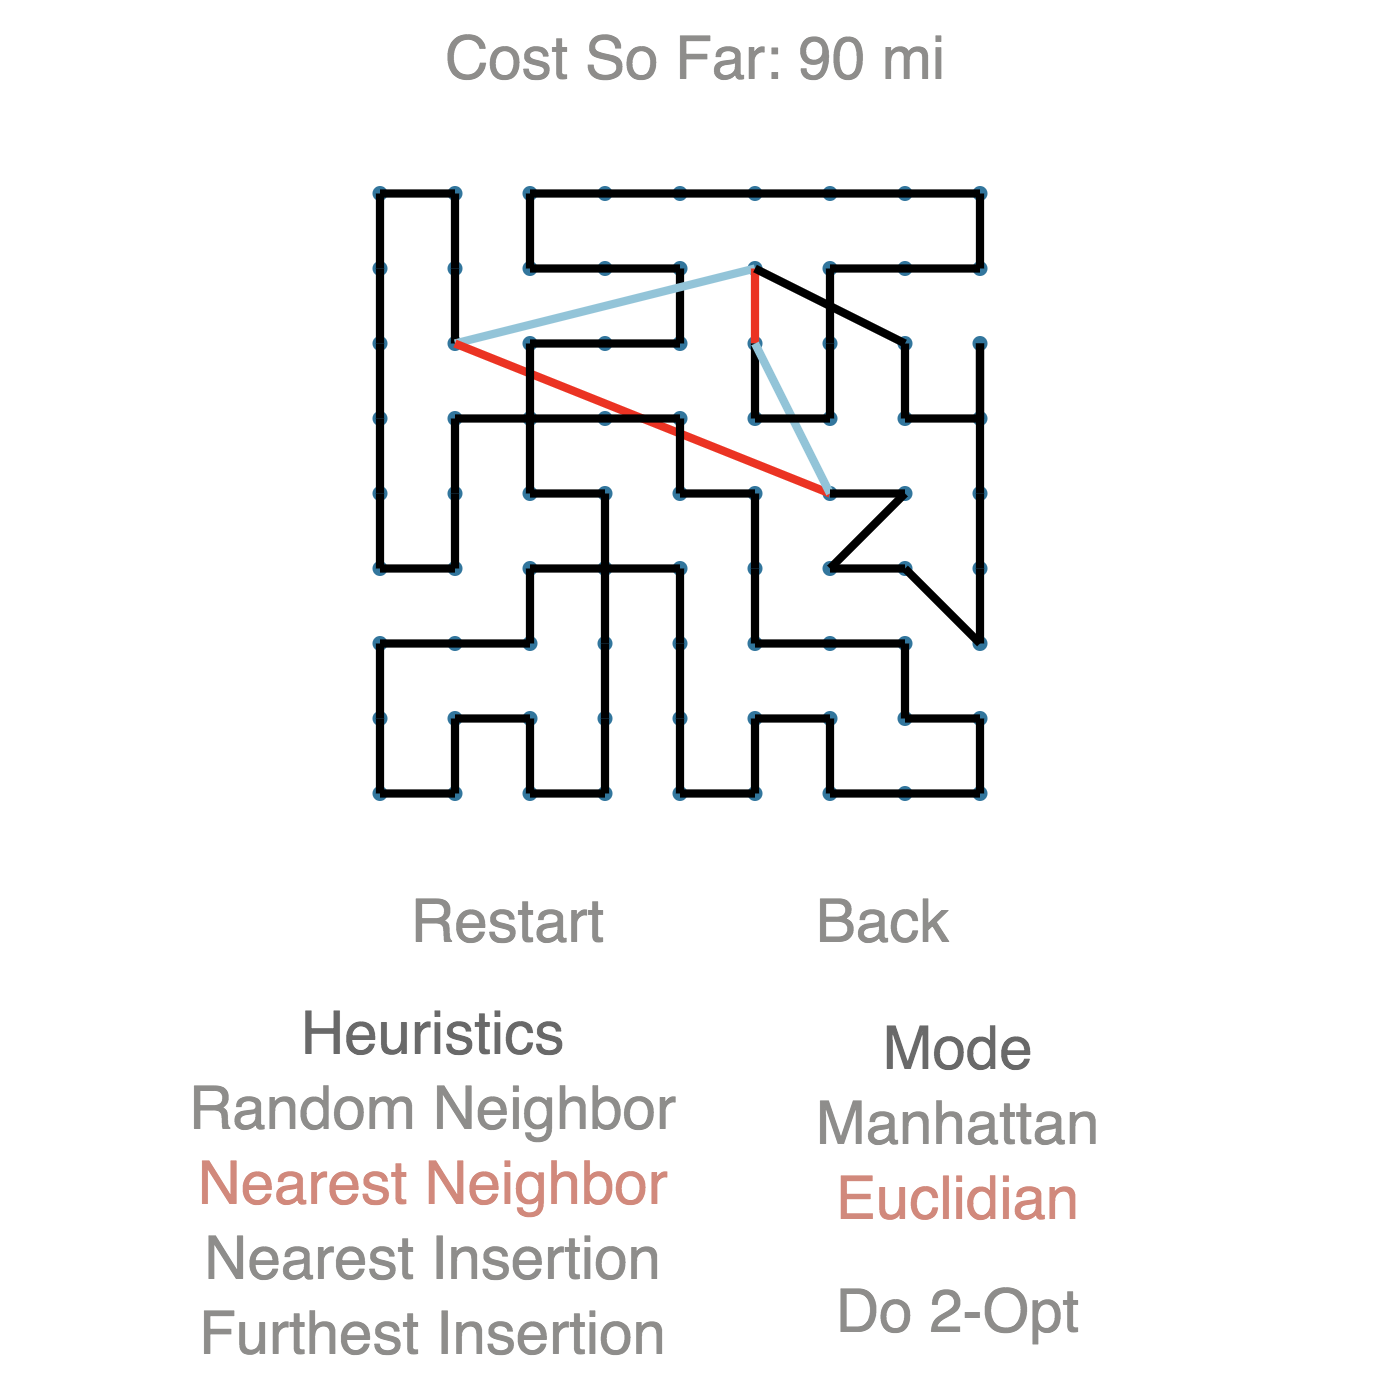 Cost So Far: 90 mi
Restart
Back
Heuristics
Random Neighbor
Nearest Neighbor
Nearest Insertion
Furthest Insertion
Mode
Manhattan
Euclidian
Do 2-Opt